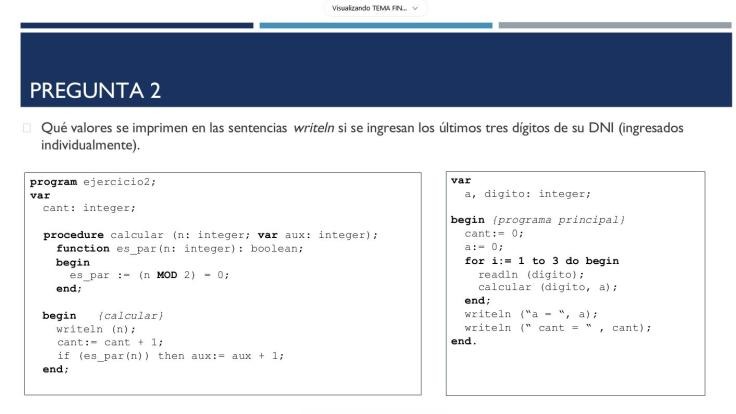 Visualizando TEMA FIN...
PREGUNTA 2
Qué valores se imprimen en las sentencias writeln si se ingresan los últimos tres dígitos de su DNI (ingresados
individualmente).
program ejercicio2;
var
cant: integer;
procedure calcular (n: integer; var aux: integer);
function es_par(n: integer): boolean;
begin
es_par := (n MOD 2) = 0;
end;
begin {calcular}
writeln (n);
cant:= cant + 1;
if (es_par(n)) then aux:= aux + 1;
end;
var
a, digito: integer;
begin {programa principal}
cant:= 0;
a:= 0;
for i:= 1 to 3 do begin
readln (digito);
calcular (digito, a);
end;
writeln (“a = “, a);
writeln (“ cant = “ , cant);
end.